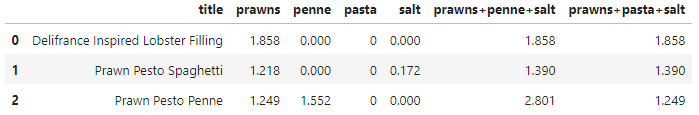 title prawns penne pasta salt prawns+penne+salt prawns+pasta+salt
0 Delifrance Inspired Lobster Filling 1.858 0.000 0 0.000 1.858 1.858
1 Prawn Pesto Spaghetti 1.218 0.000 0 0.172 1.390 1.390
2 Prawn Pesto Penne 1.249 1.552 0 0.000 2.801 1.249